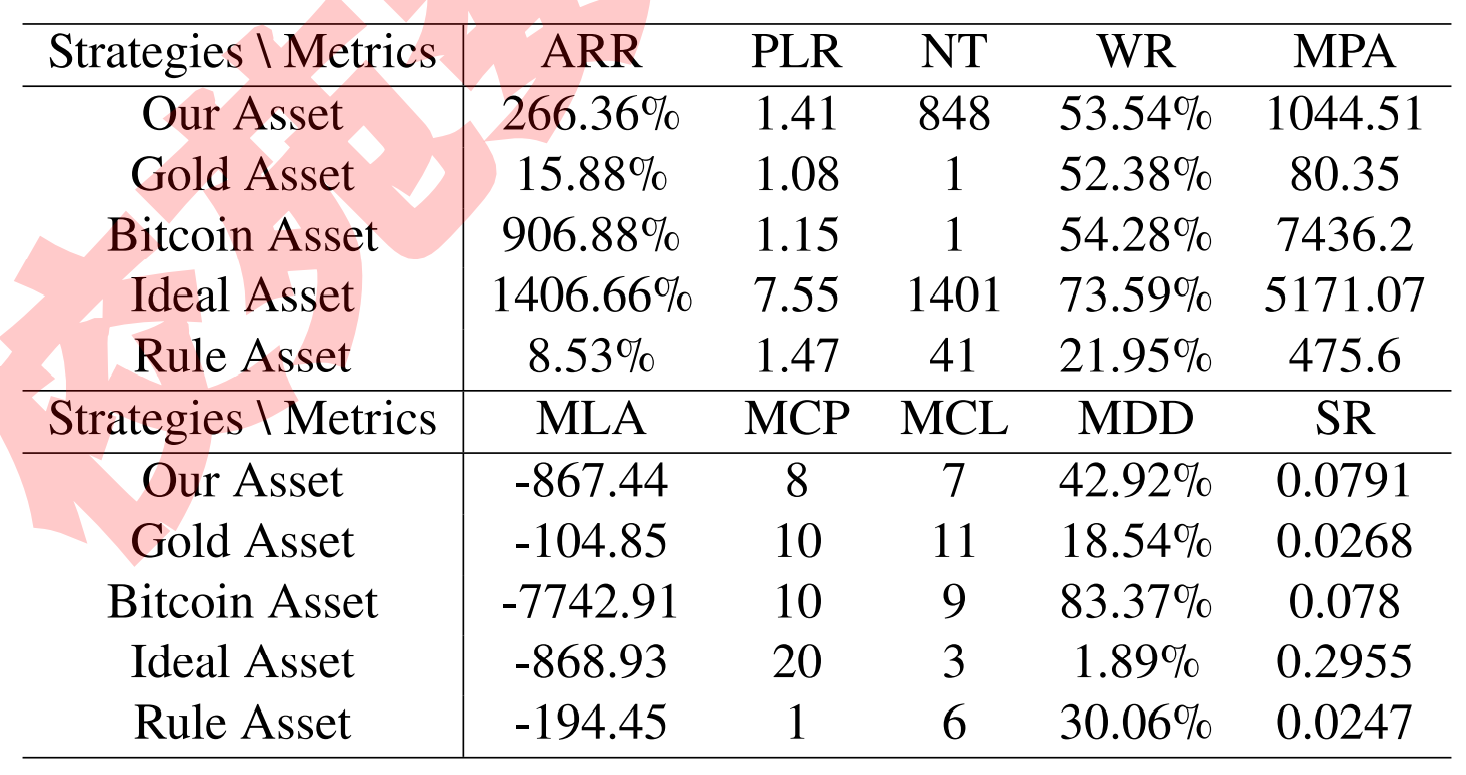 Strategies \ Metrics ARR PLR NT WR MPA
Our Asset 266.36% 1.41 848 53.54% 1044.51
Gold Asset 15.88% 1.08 1 52.38% 80.35
Bitcoin Asset 906.88% 1.15 1 54.28% 7436.2
Ideal Asset 1406.66% 7.55 1401 73.59% 5171.07
Rule Asset 8.53% 1.47 41 21.95% 475.6
Strategies \ Metrics MLA MCP MCL MDD SR
Our Asset -867.44 8 7 42.92% 0.0791
Gold Asset -104.85 10 11 18.54% 0.0268
Bitcoin Asset -7742.91 10 9 83.37% 0.078
Ideal Asset -868.93 20 3 1.89% 0.2955
Rule Asset -194.45 1 6 30.06% 0.0247